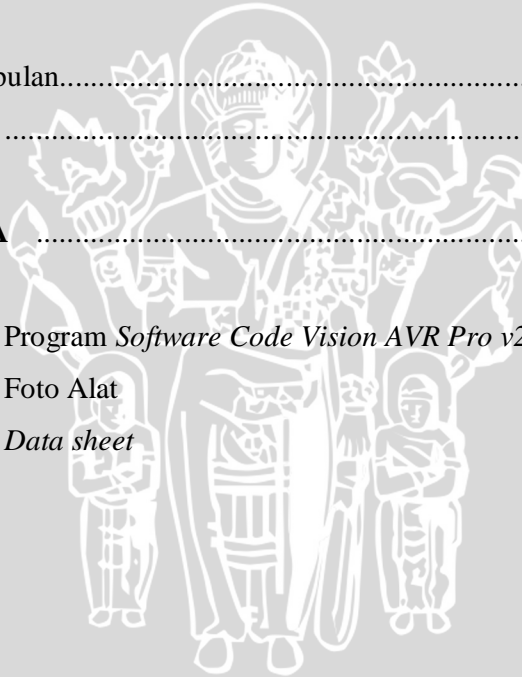 pulan..............................................................
......................................................................
A ................................................................
Program Software Code Vision AVR Pro v2
Foto Alat
Data sheet